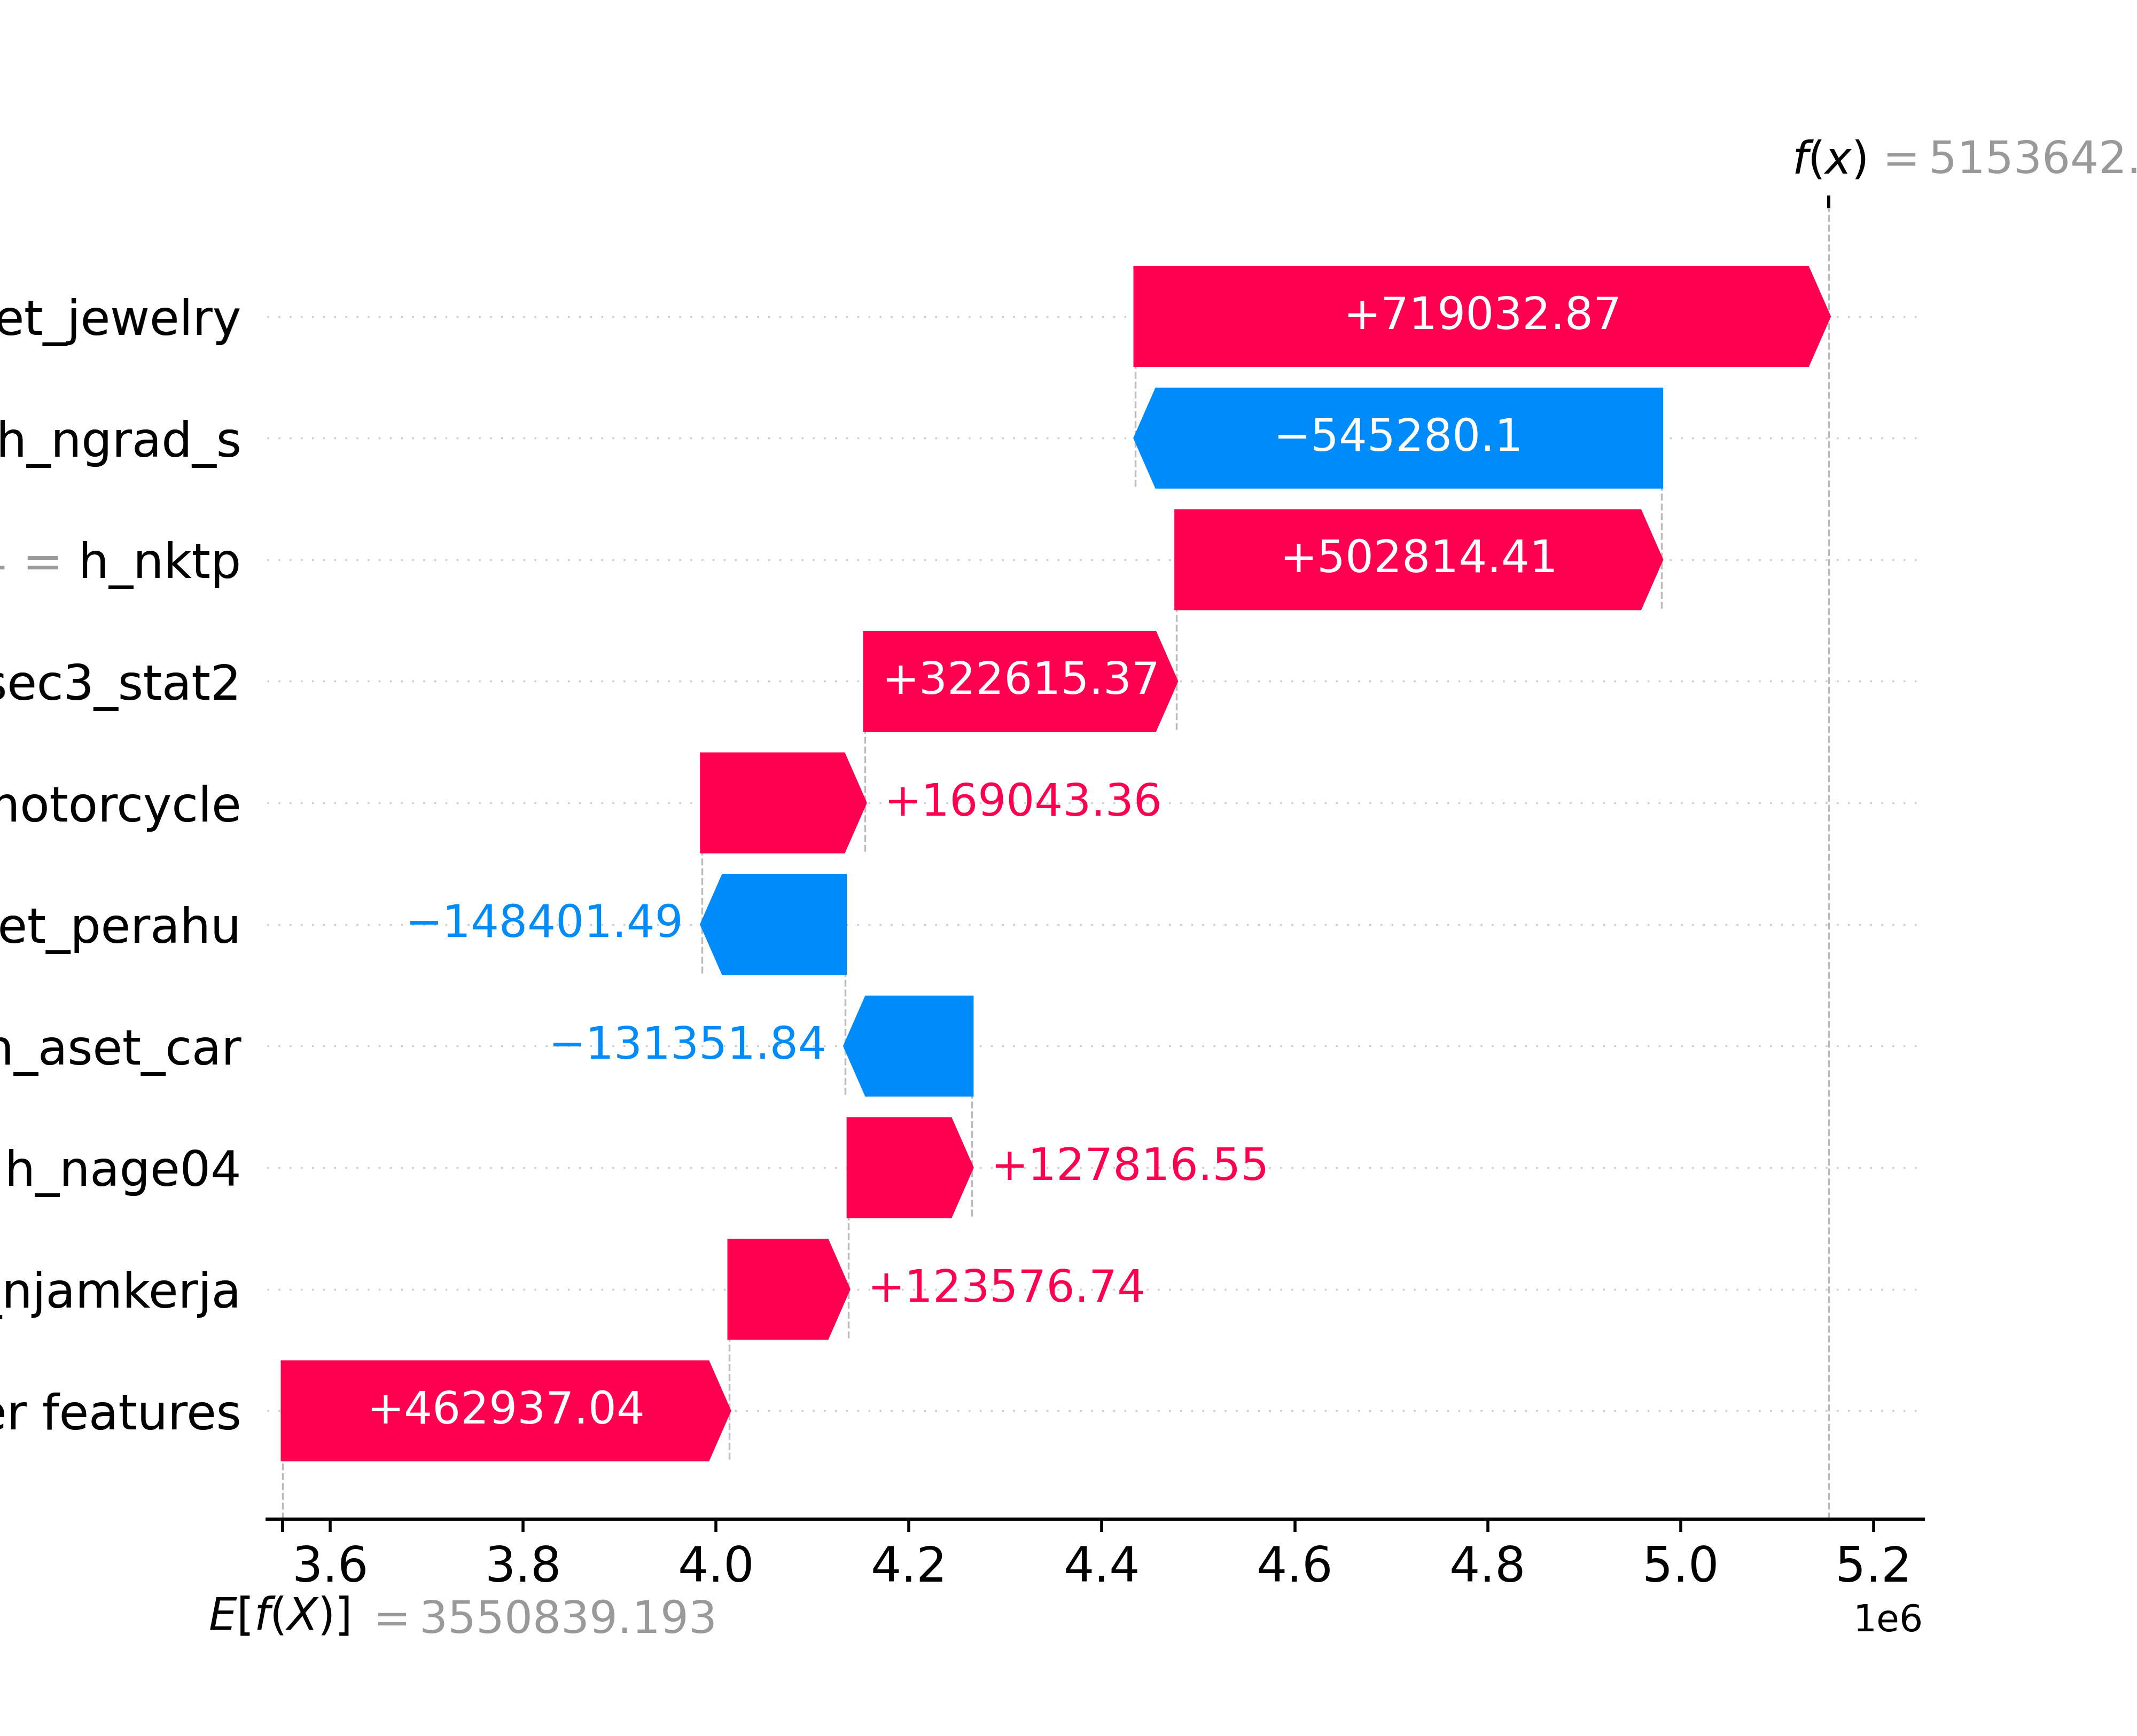 f(x) = 5153642.
et_jewelry
+719032.87
h_ngrad_s
−545280.1
= h_nktp
+502814.41
sec3_stat2
+322615.37
motorcycle
+169043.36
et_perahu
−148401.49
_aset_car
−131351.84
h_nage04
+127816.55
njamkerja
+123576.74
er features
+462937.04
3.6 3.8 4.0 4.2 4.4 4.6 4.8 5.0 5.2
E[f(X)] = 3550839.193
1e6